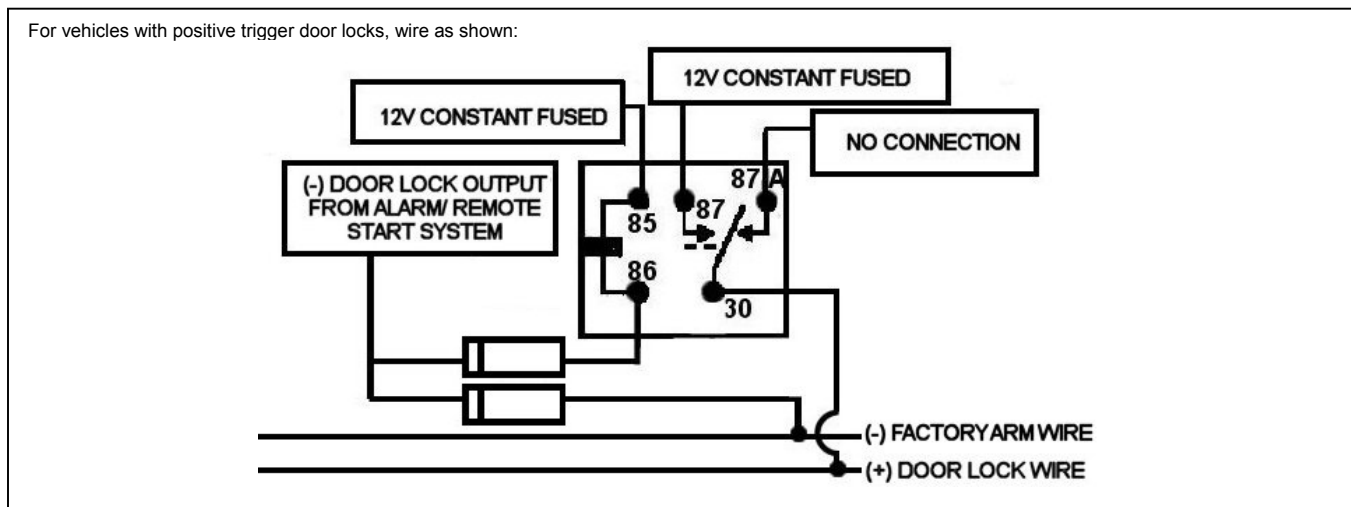 For vehicles with positive trigger door locks, wire as shown:
12V CONSTANT FUSED
12V CONSTANT FUSED
NO CONNECTION
(-) DOOR LOCK OUTPUT
FROM ALARM/ REMOTE
START SYSTEM
85
87
87 A
86
30
(-) FACTORY ARM WIRE
(+) DOOR LOCK WIRE